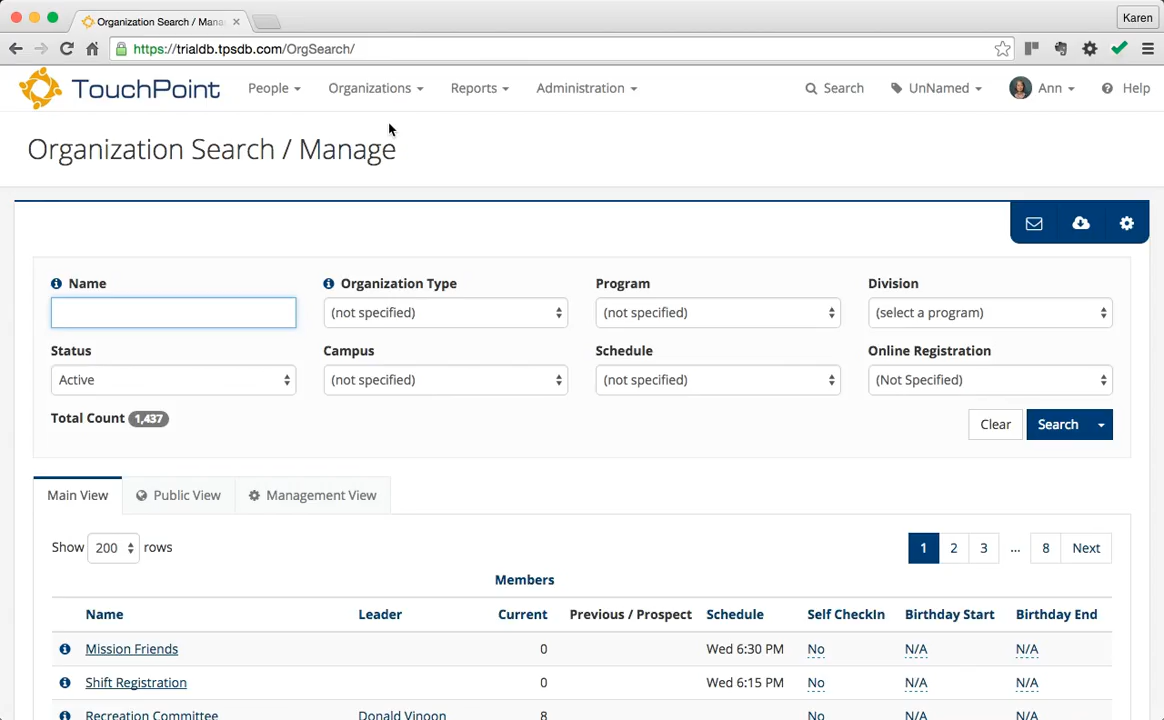 Organization Search / Mana
Karen
https://trialdb.tpsdb.com/OrgSearch/
TouchPoint People Organizations Reports Administration Search UnNamed Ann Help
Organization Search / Manage
Name Organization Type Program Division
(not specified) (not specified) (select a program)
Status Campus Schedule Online Registration
Active (not specified) (not specified) (Not Specified)
Total Count 1,437 Clear Search
Main View Public View Management View
Show 200 rows 1 2 3 ... 8 Next
Members
Name Leader Current Previous / Prospect Schedule Self CheckIn Birthday Start Birthday End
Mission Friends 0 Wed 6:30 PM No N/A N/A
Shift Registration 0 Wed 6:15 PM No N/A N/A
Recreation Committee Donald Vinoon 8 No N/A N/A